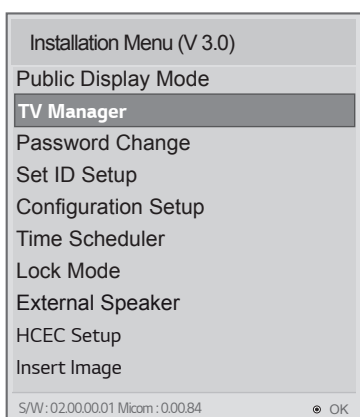 Installation Menu (V 3.0)
Public Display Mode
TV Manager
Password Change
Set ID Setup
Configuration Setup
Time Scheduler
Lock Mode
External Speaker
HCEC Setup
Insert Image
S/W : 02.00.00.01 Micom : 0.00.84 OK